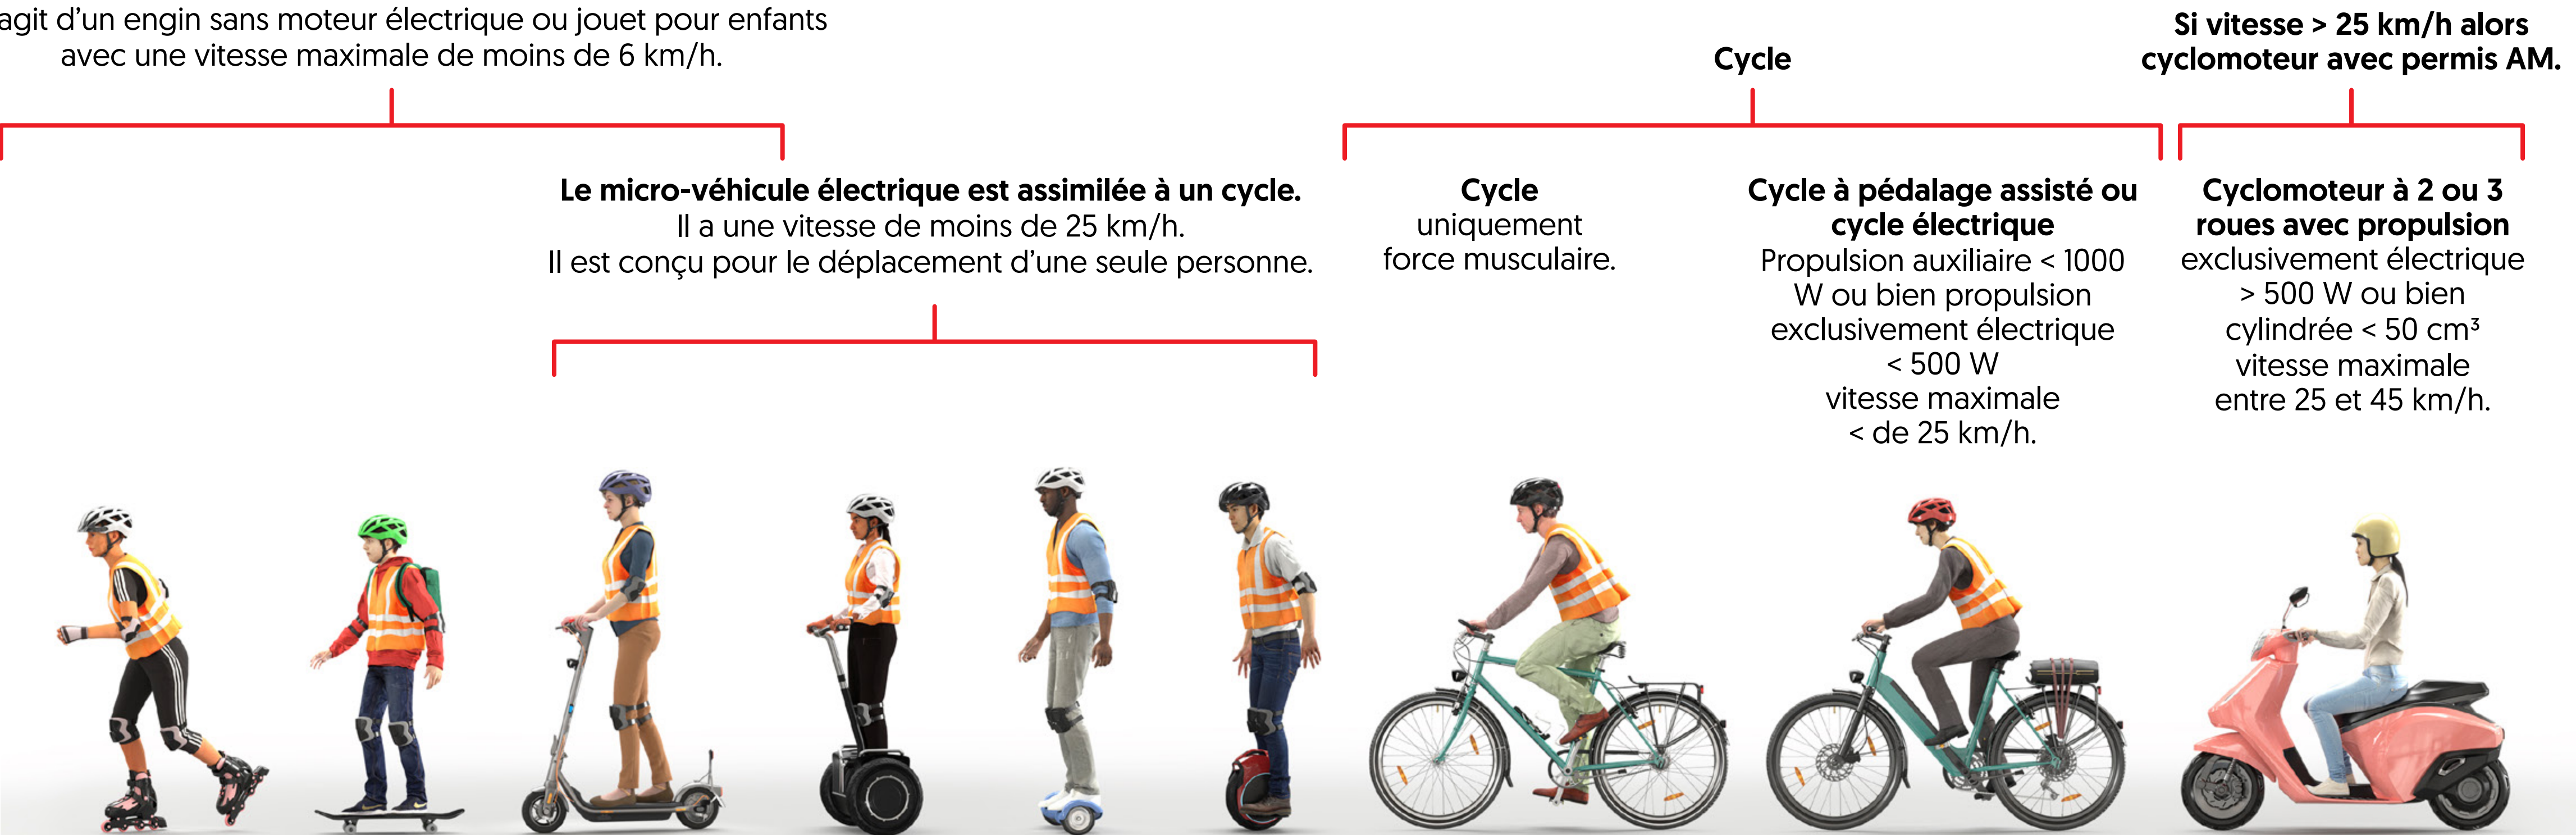 agit d'un engin sans moteur électrique ou jouet pour enfants
avec une vitesse maximale de moins de 6 km/h.
Le micro-véhicule électrique est assimilée à un cycle.
Il a une vitesse de moins de 25 km/h.
Il est conçu pour le déplacement d'une seule personne.
Cycle
Cycle
uniquement
force musculaire.
Cycle à pédalage assisté ou
cycle électrique
Propulsion auxiliaire < 1000
W ou bien propulsion
exclusivement électrique
< 500 W
vitesse maximale
< de 25 km/h.
Si vitesse > 25 km/h alors
cyclomoteur avec permis AM.
Cyclomoteur à 2 ou 3
roues avec propulsion
exclusivement électrique
> 500 W ou bien
cylindrée < 50 cm³
vitesse maximale
entre 25 et 45 km/h.